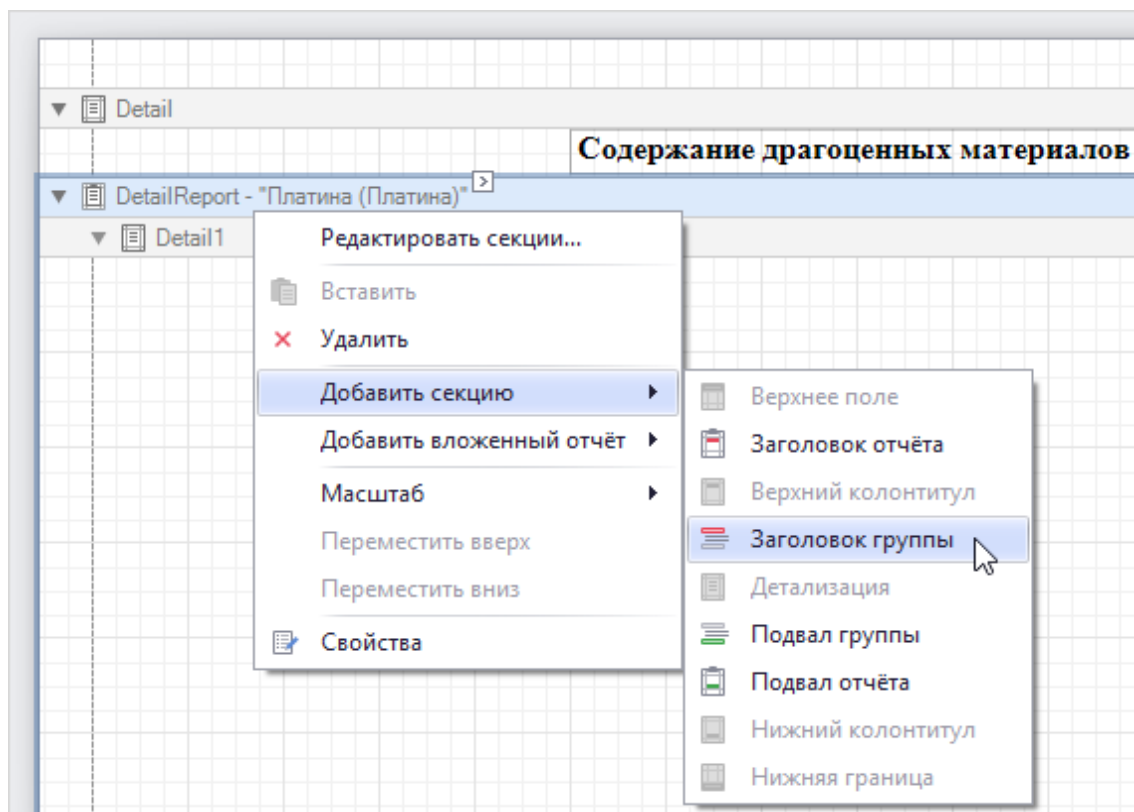 Detail
Содержание драгоценных материалов
DetailReport - "Платина (Платина)"
Detail1
Редактировать секции...
Вставить
Удалить
Добавить секцию
Добавить вложенный отчёт
Масштаб
Переместить вверх
Переместить вниз
Свойства
Верхнее поле
Заголовок отчёта
Верхний колонтитул
Заголовок группы
Детализация
Подвал группы
Подвал отчёта
Нижний колонтитул
Нижняя граница